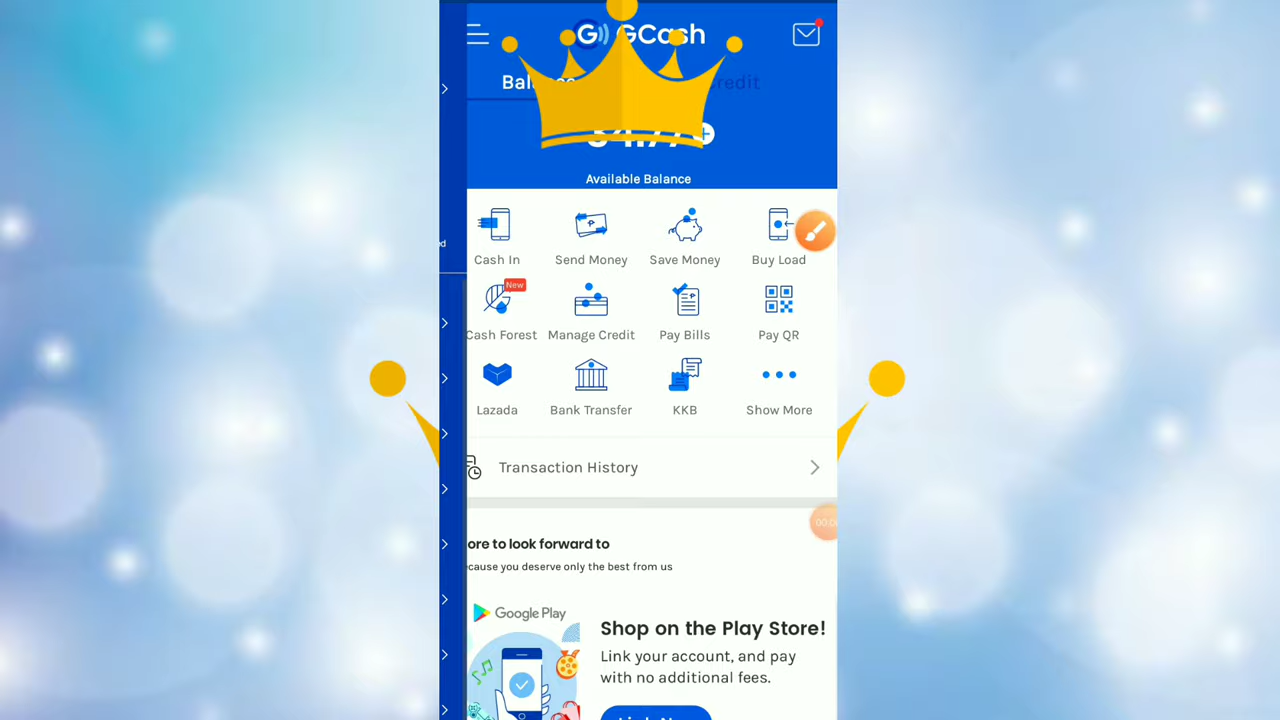 GCash
Available Balance
Cash In
Send Money
Save Money
Buy Load
New
Cash Forest
Manage Credit
Pay Bills
Pay QR
Lazada
Bank Transfer
KKB
Show More
Transaction History
ore to look forward to
ecause you deserve only the best from us
Google Play
Shop on the Play Store!
Link your account, and pay
with no additional fees.